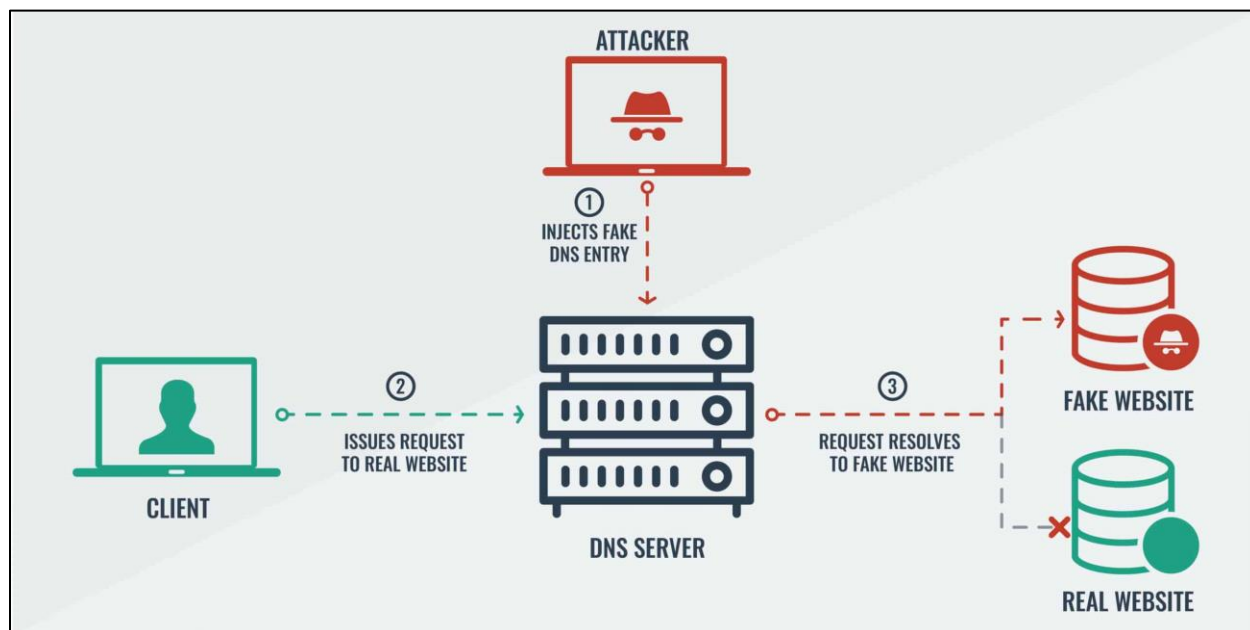 ATTACKER
1
INJECTS FAKE
DNS ENTRY
2
ISSUES REQUEST
TO REAL WEBSITE
CLIENT
DNS SERVER
3
REQUEST RESOLVES
TO FAKE WEBSITE
FAKE WEBSITE
REAL WEBSITE